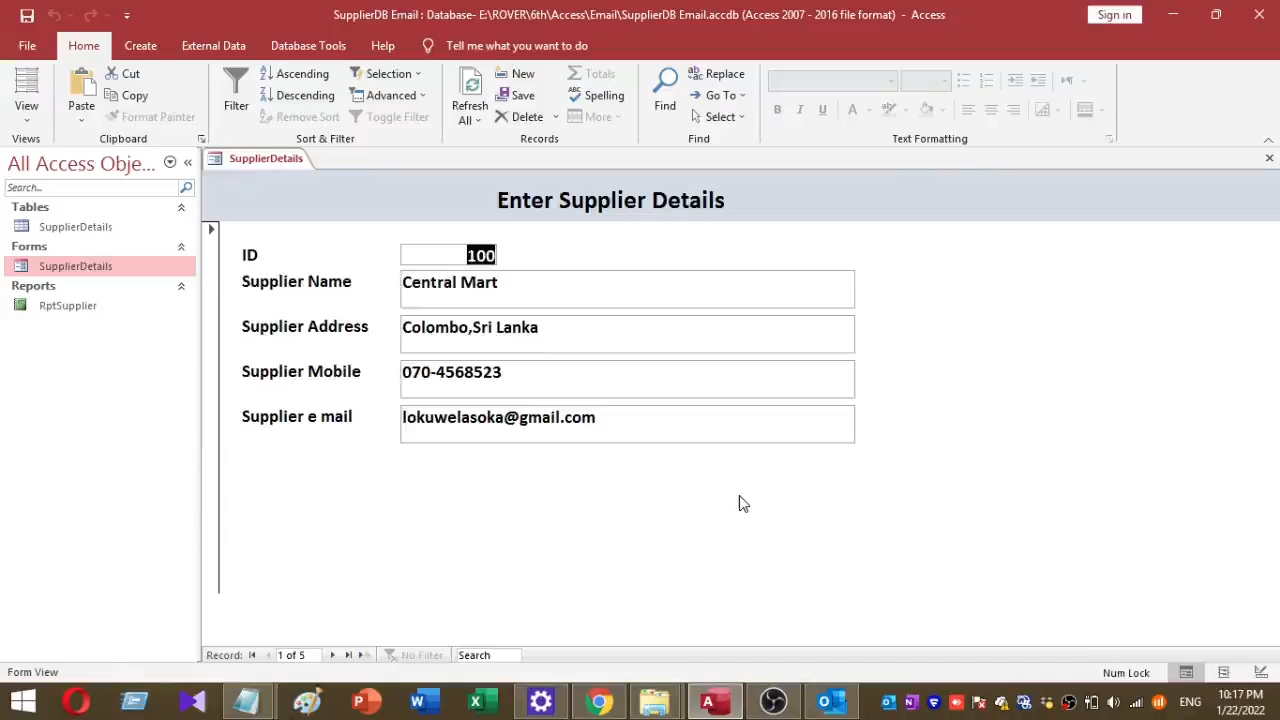 SupplierDB Email : Database- E:\ROVER\6th\Access\Email\SupplierDB Email.accdb (Access 2007 - 2016 file format) - Access
Sign in
File Home Create External Data Database Tools Help Tell me what you want to do
View
Views
Paste
Cut
Copy
Format Painter
Clipboard
Filter
Ascending
Descending
Remove Sort
Selection
Advanced
Toggle Filter
Sort & Filter
Refresh All
New
Save
Delete
Totals
Spelling
More
Records
Find
Replace
Go To
Select
Find
B I U A
Text Formatting
All Access Obje...
Search...
Tables
SupplierDetails
Forms
SupplierDetails
Reports
RptSupplier
SupplierDetails
Enter Supplier Details
ID 100
Supplier Name Central Mart
Supplier Address Colombo,Sri Lanka
Supplier Mobile 070-4568523
Supplier e mail lokuwelasoka@gmail.com
Record: 1 of 5 No Filter Search
Form View
Num Lock
ENG
10:17 PM
1/22/2022